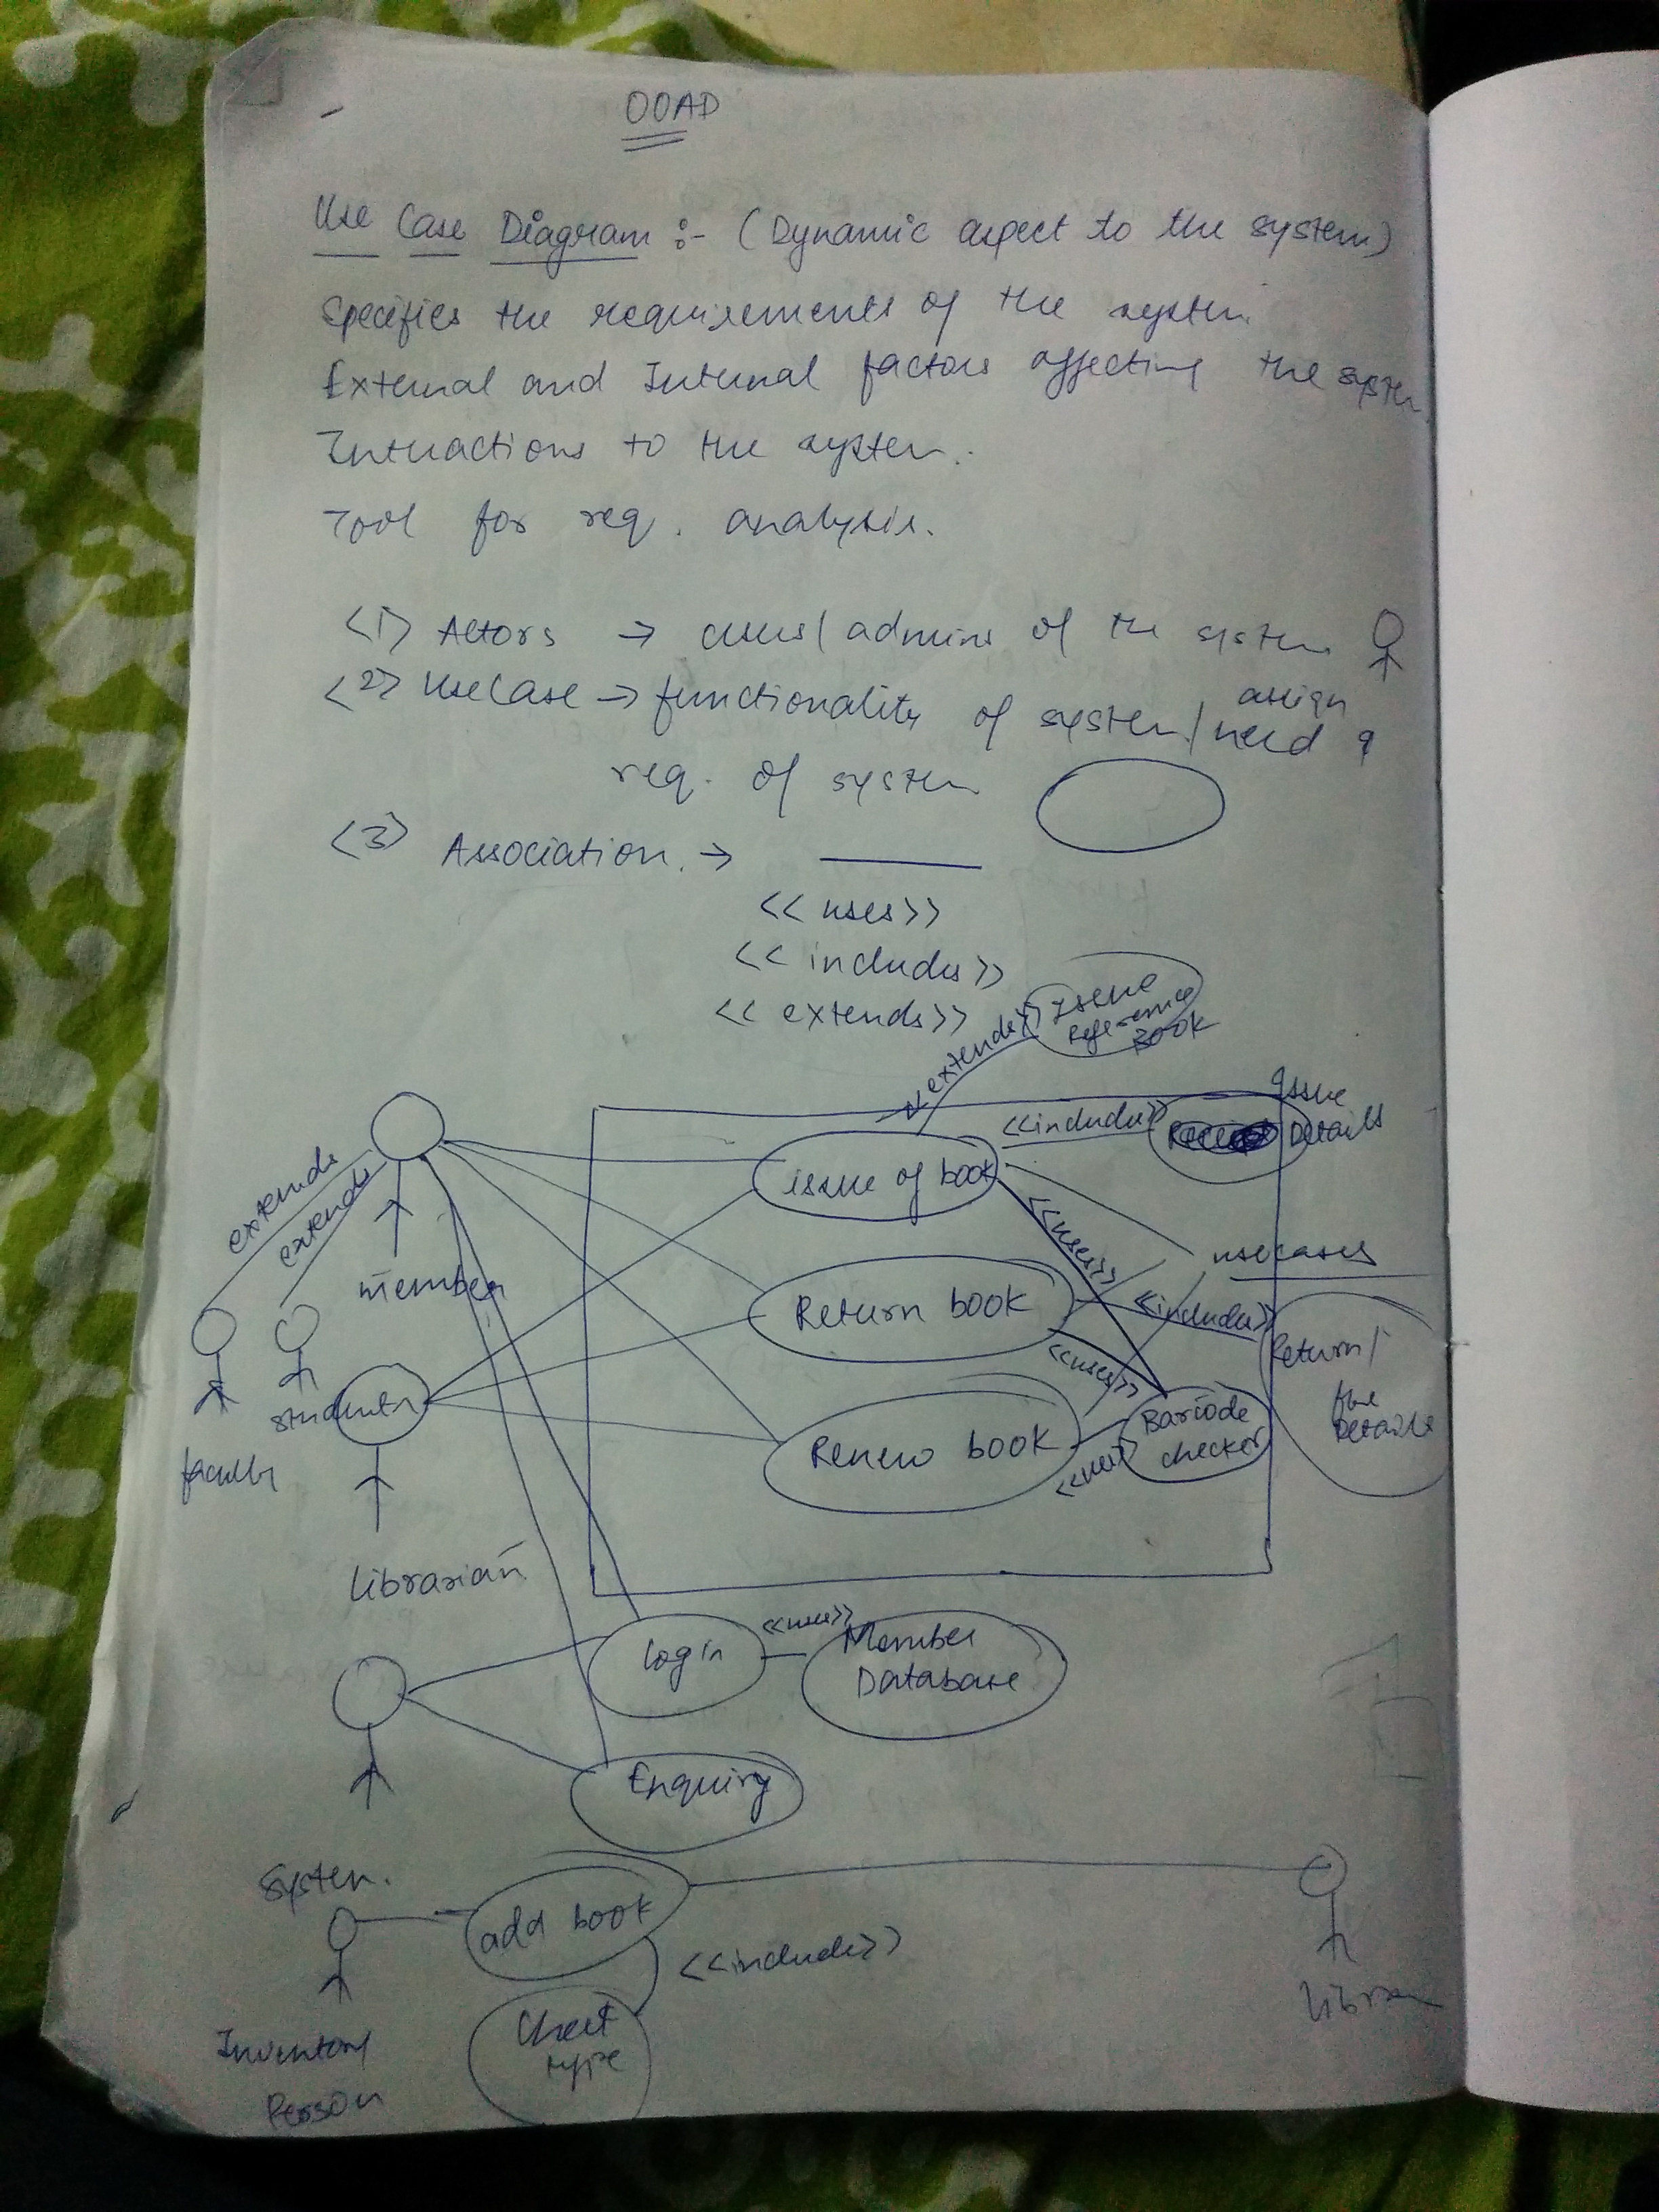 OOAD
Use Case Diagram :- (Dynamic aspect to the system)
Specifies the requirements of the system.
External and Internal factors affecting the system
Interactions to the system.
Tool for req. analysis.
<1> Actors → users/admins of the system
<2> UseCase → functionality of system/need
assign
req. of system
<3> Association. →
<<uses>>
<<includes>>
<<extends>>
<<extends>>
Issue
Reference
Book
<<includes>>
Issue
Details
issue of book
extends
extends
member
<<uses>>
usecases
Return book
<<includes>>
Return/
fine
Details
<<uses>>
students
faculty
Renew book
<<uses>>
Barcode
checker
Librarian
login
<<uses>>
Member
Database
Enquiry
System.
add book
<<includes>>
Inventory
Person
type